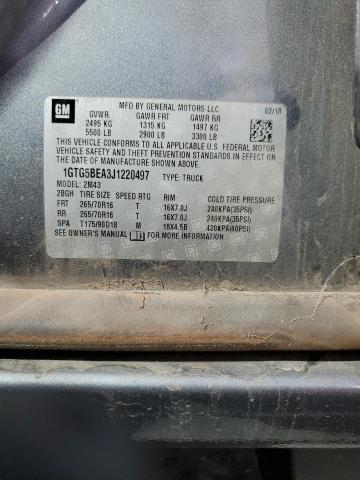 GM
MFD BY GENERAL MOTORS LLC
02/18
GVWR GAWR FRT GAWR RR
2495 KG 1315 KG 1497 KG
5500 LB 2900 LB 3300 LB
THIS VEHICLE CONFORMS TO ALL APPLICABLE U.S. FEDERAL MOTOR
VEHICLE SAFETY AND THEFT PREVENTION STANDARDS IN EFFECT
ON THE DATE OF MANUFACTURE SHOWN ABOVE.
1GTG5BEA3J1220497 TYPE: TRUCK
MODEL: 2M43
2BGH TIRE SIZE SPEED RTG RIM COLD TIRE PRESSURE
FRT 265/70R16 T 16X7.0J 240KPA(35PSI)
RR 265/70R16 T 16X7.0J 240KPA(35PSI)
SPA T175/90D18 M 18X4.5B 420KPA(60PSI)
SEE OWNER'S MANUAL FOR MORE INFORMATION